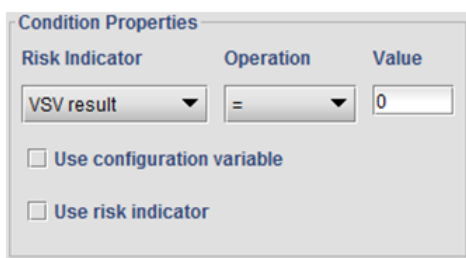 Condition Properties
Risk Indicator Operation Value
VSV result = 0
Use configuration variable
Use risk indicator